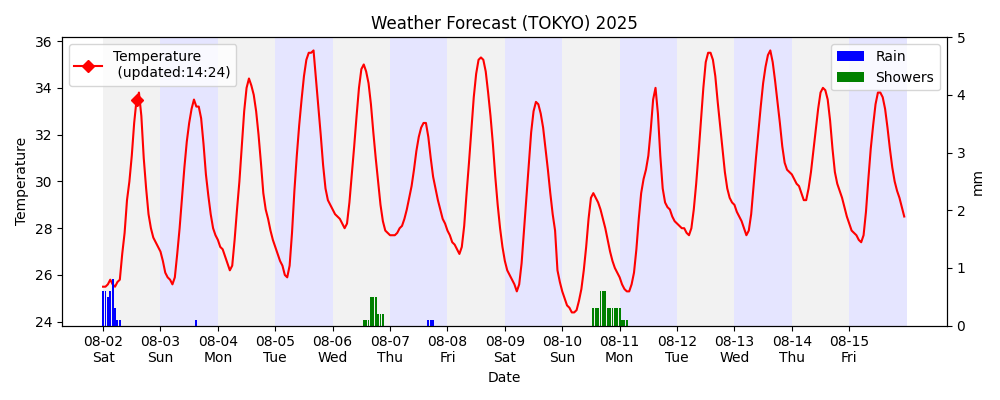 Weather Forecast (TOKYO) 2025
Temperature
(updated:14:24)
Rain
Showers
36
34
32
30
28
26
24
Temperature
5
4
3
2
1
0
mm
08-02 08-03 08-04 08-05 08-06 08-07 08-08 08-09 08-10 08-11 08-12 08-13 08-14 08-15
Sat Sun Mon Tue Wed Thu Fri Sat Sun Mon Tue Wed Thu Fri
Date